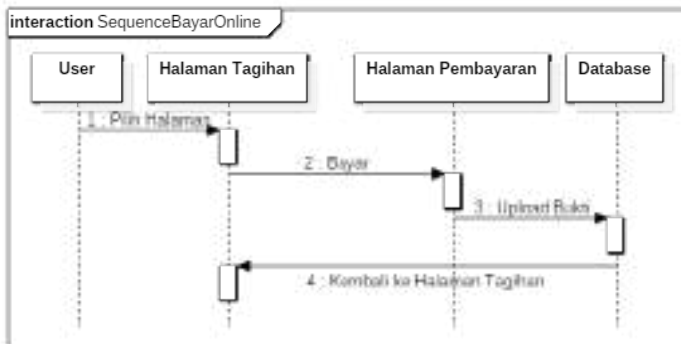 interaction SequenceBayarOnline
User
Halaman Tagihan
Halaman Pembayaran
Database
1 : Pilih Halaman
2 : Bayar
3 : Upload Bukti
4 : Kembali ke Halaman Tagihan